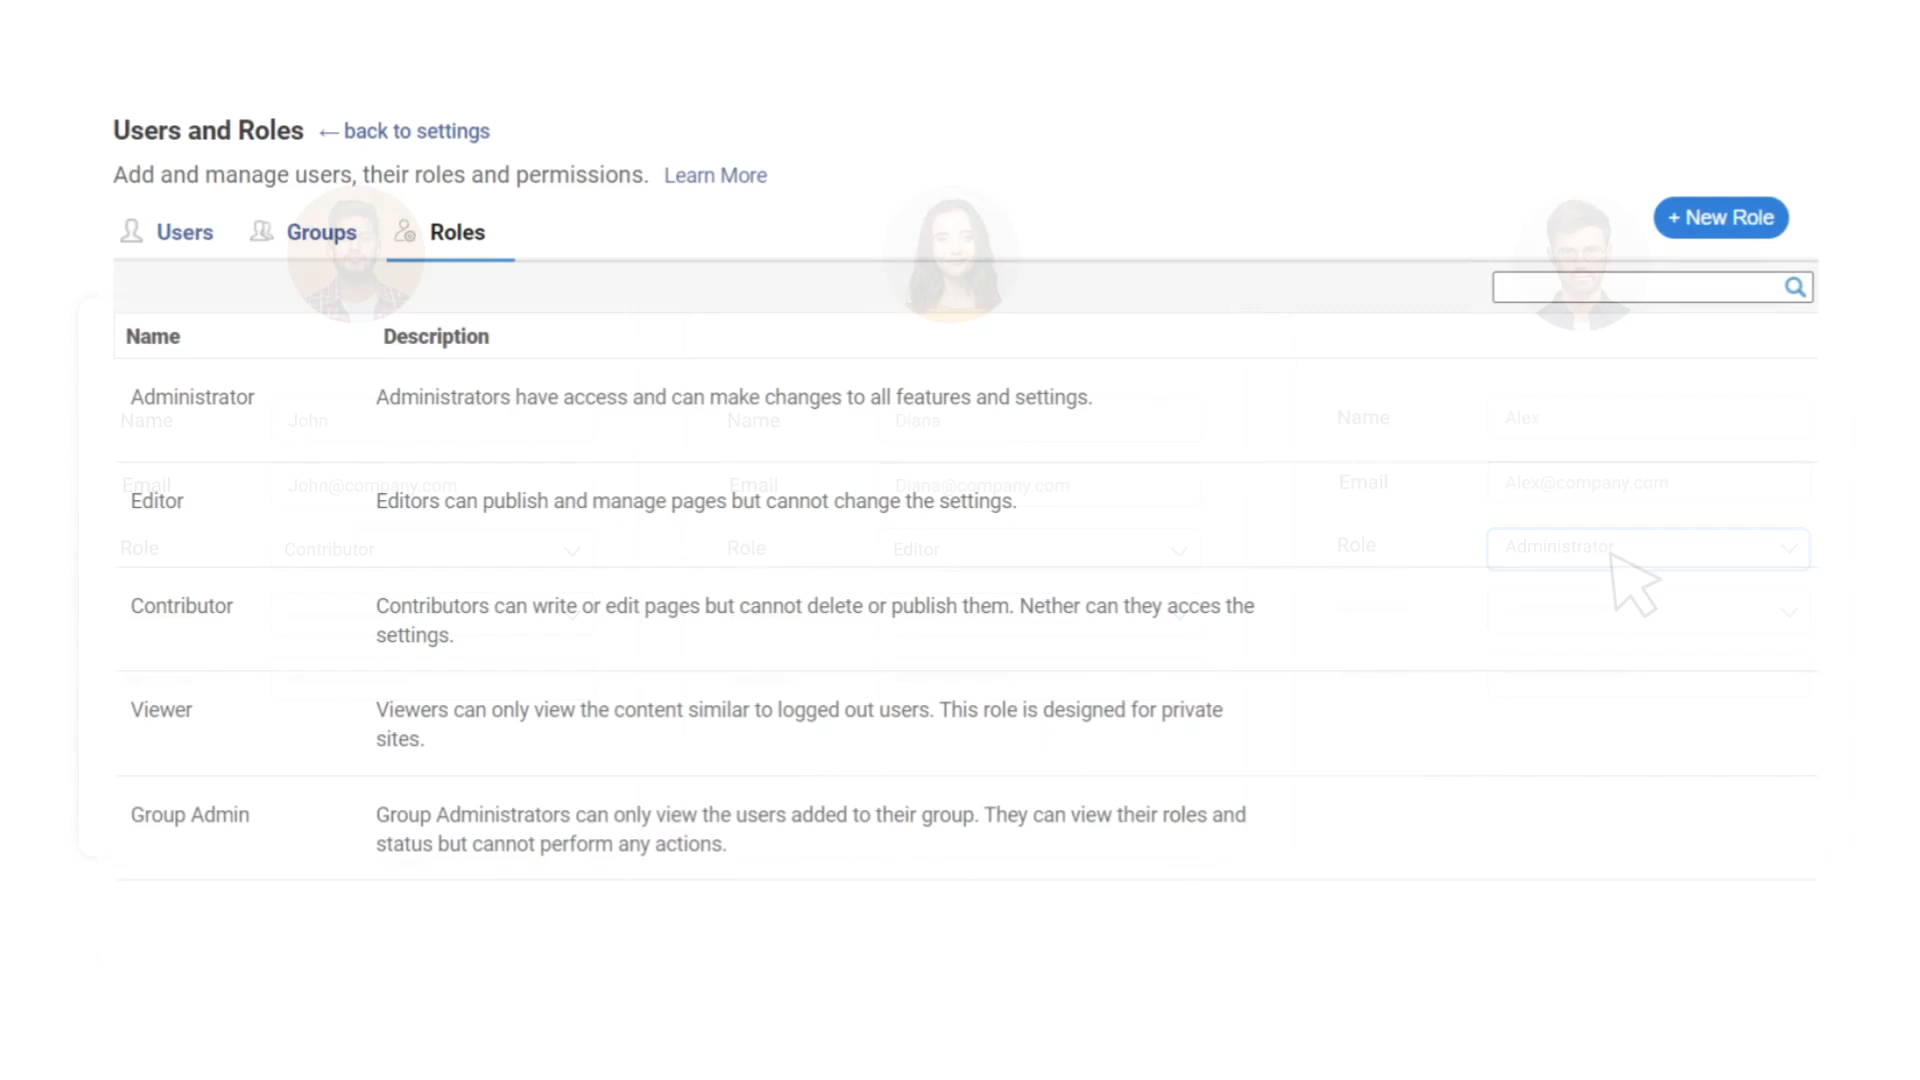 Users and Roles ← back to settings
Add and manage users, their roles and permissions. Learn More
Users Groups Roles
+ New Role
Name Description
Administrator Administrators have access and can make changes to all features and settings.
Name John Name Diana Name Alex
Email John@company.com Email Diana@company.com Email Alex@company.com
Editor Editors can publish and manage pages but cannot change the settings.
Role Contributor Role Editor Role Administrator
Contributor Contributors can write or edit pages but cannot delete or publish them. Nether can they acces the
settings.
Viewer Viewers can only view the content similar to logged out users. This role is designed for private
sites.
Group Admin Group Administrators can only view the users added to their group. They can view their roles and
status but cannot perform any actions.